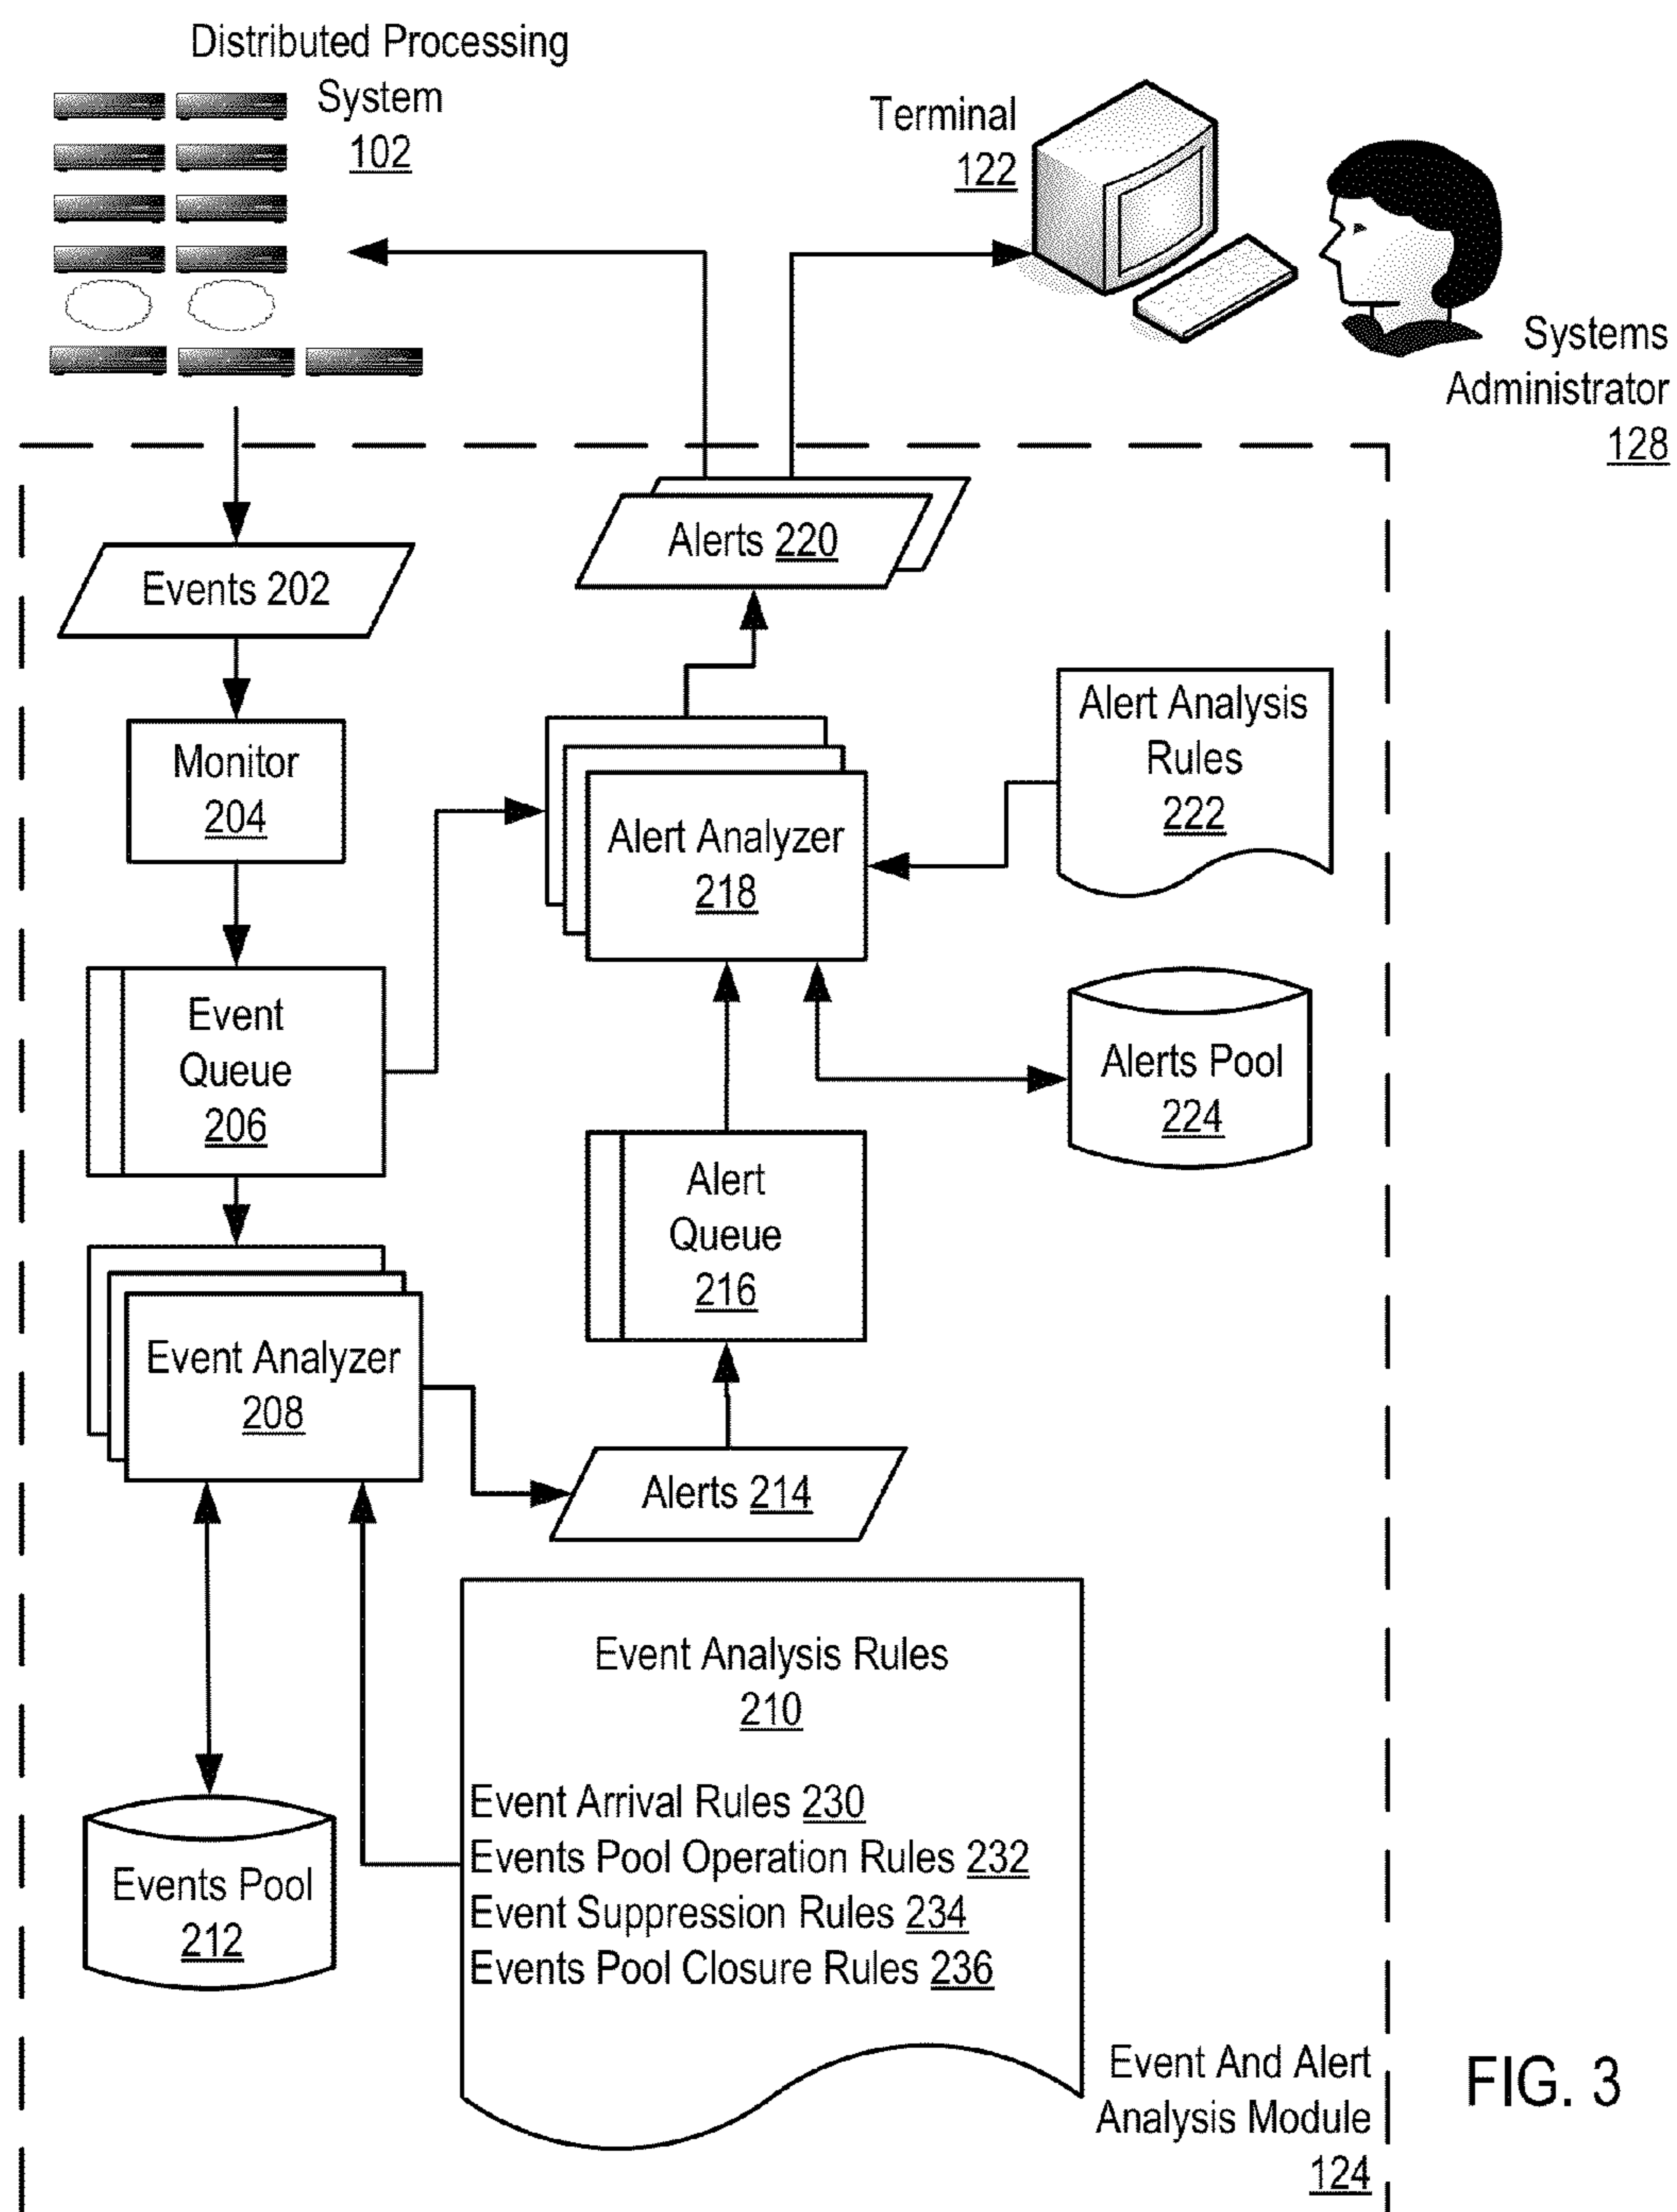 Distributed Processing
System
102
Terminal
122
Systems
Administrator
128
Events 202
Alerts 220
Monitor
204
Alert Analysis
Rules
222
Alert Analyzer
218
Event
Queue
206
Alerts Pool
224
Alert
Queue
216
Event Analyzer
208
Alerts 214
Event Analysis Rules
210
Event Arrival Rules 230
Events Pool Operation Rules 232
Event Suppression Rules 234
Events Pool Closure Rules 236
Events Pool
212
Event And Alert
Analysis Module
124
FIG. 3